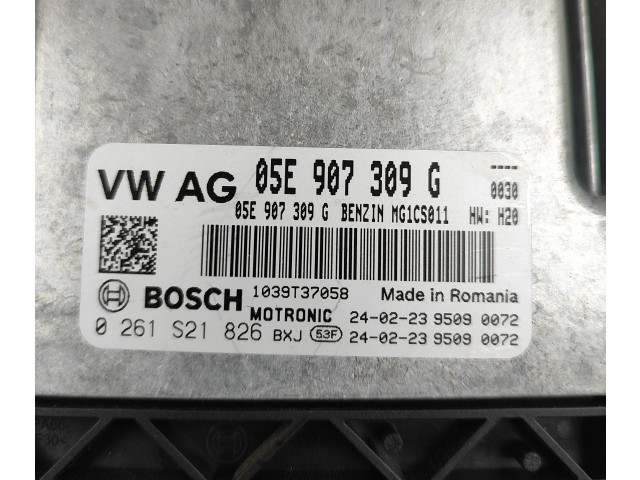 VW AG 05E 907 309 G
----
0030
05E 907 309 G BENZIN MG1CS011 HW: H20
BOSCH 1039T37058 Made in Romania
MOTRONIC 24-02-23 9509 0072
0 261 S21 826 BXJ 53F 24-02-23 9509 0072